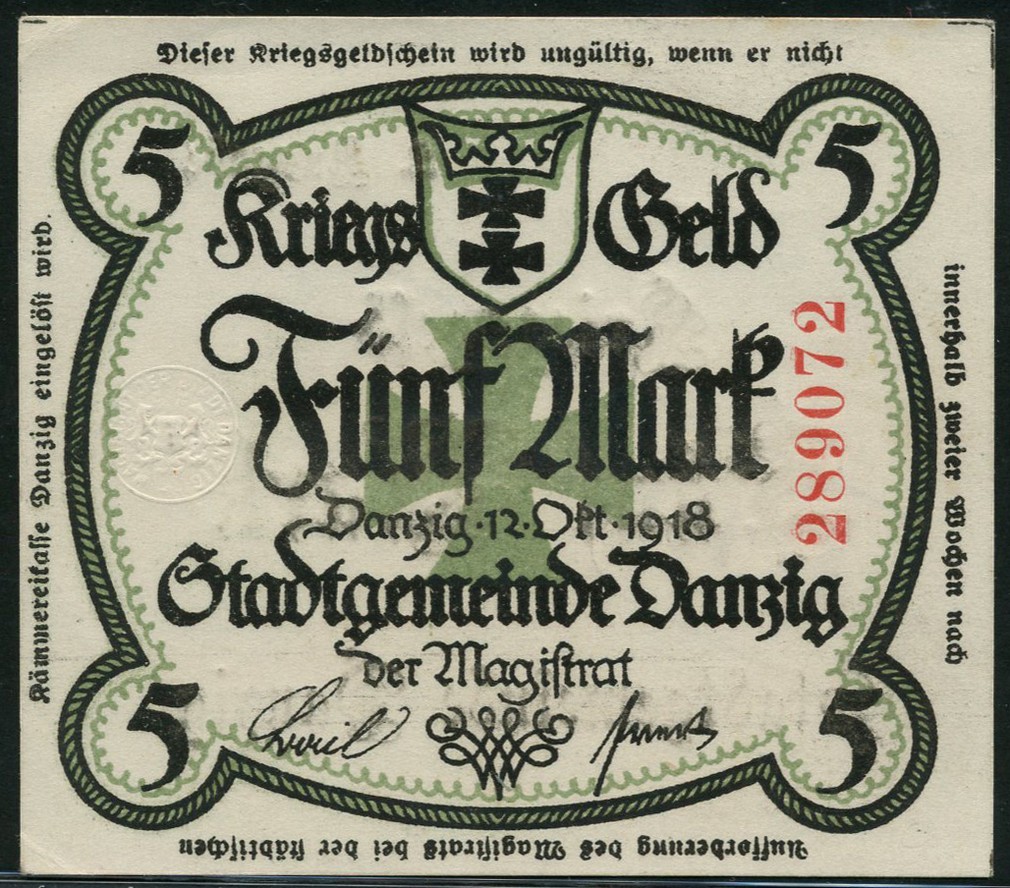 Dieser Kriegsgeldschein wird ungültig, wenn er nicht
innerhalb zweier Wochen nach
Aufforderung des Magistrats bei der städtischen
Kämmereikasse Danzig eingelöst wird.
5 5
Kriegs Geld
Fünf Mark
289072
Danzig·12·Okt·1918
Stadtgemeinde Danzig
der Magistrat
5 5